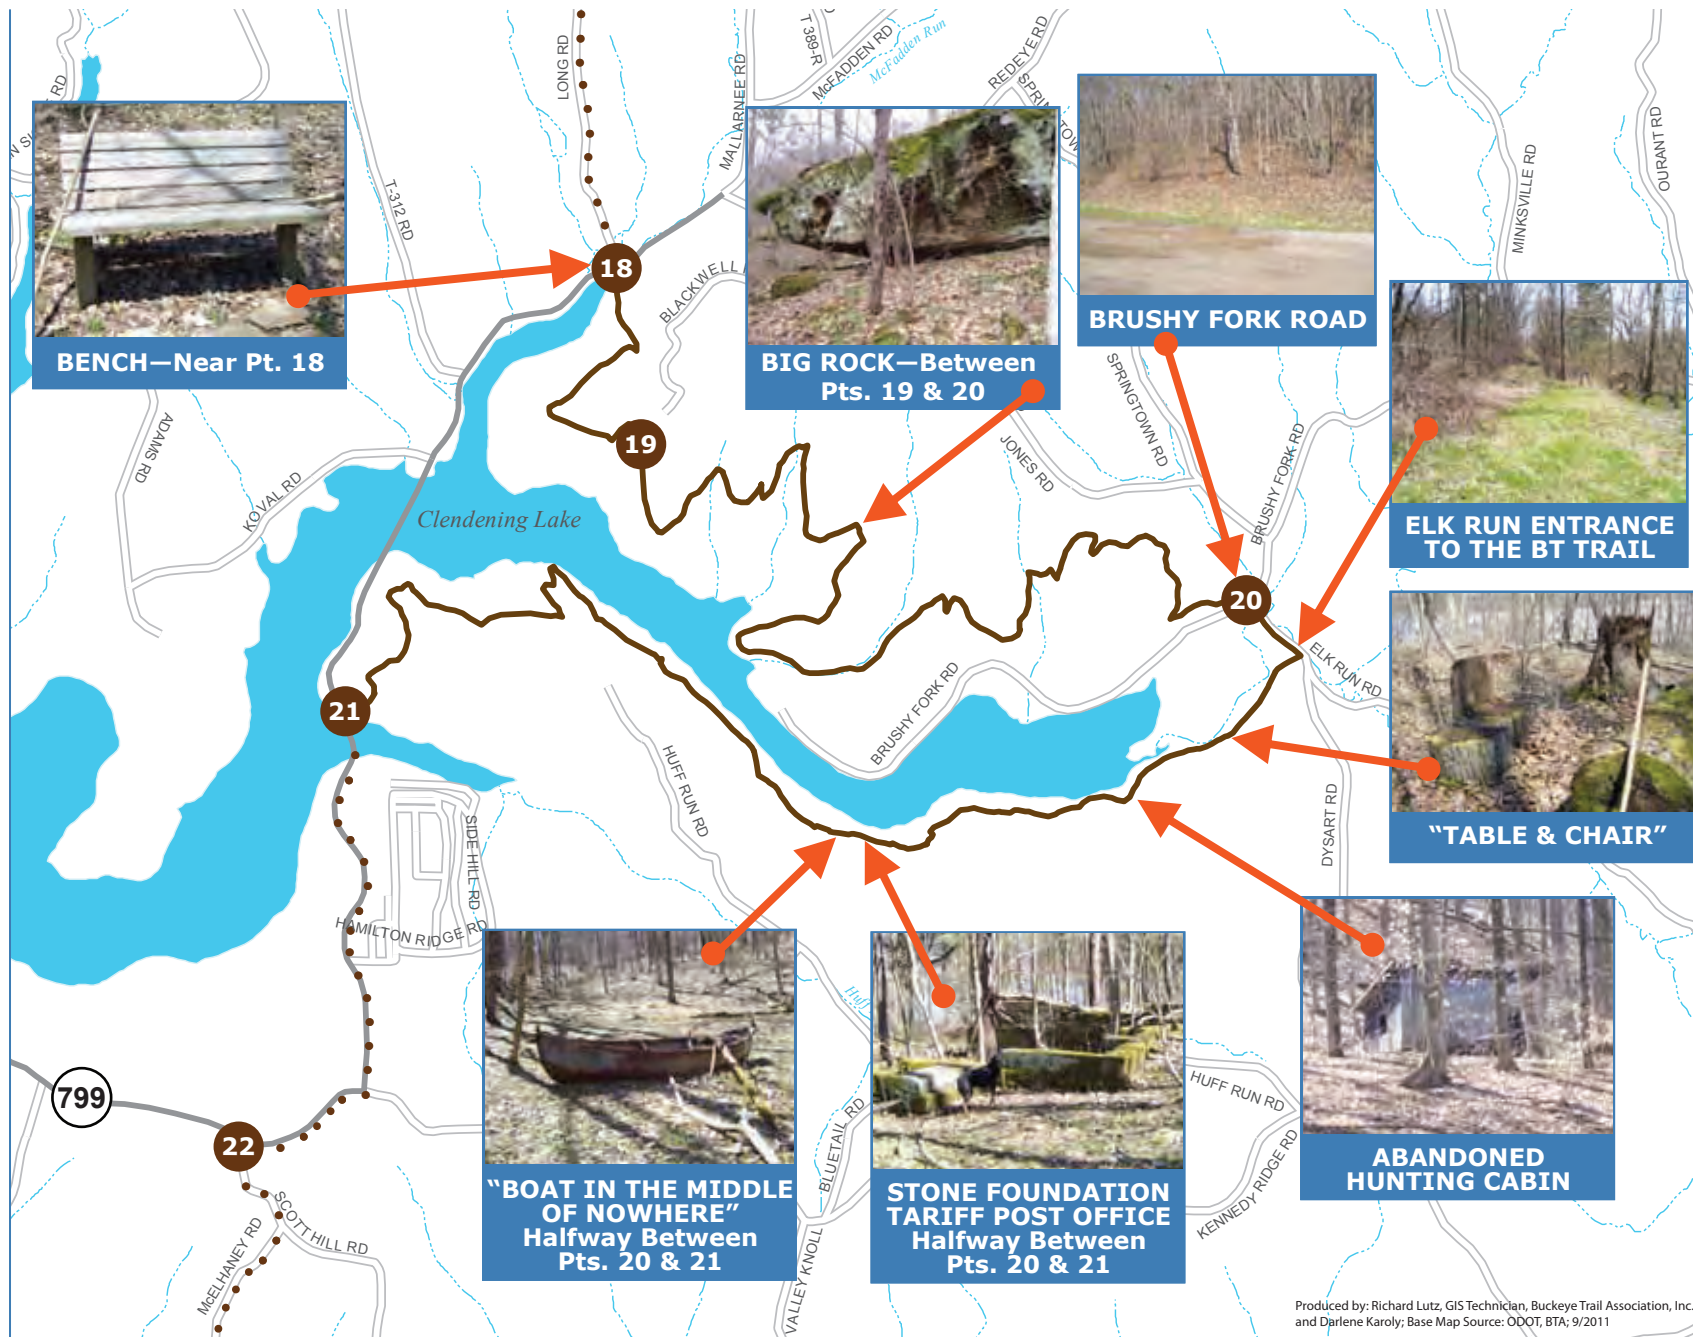 LONG RD
T 389-R
McFADDEN RD
McFadden Run
REDEYE RD
MALLARNEE RD
T-312 RD
MINKSVILLE RD
OURANT RD
BENCH—Near Pt. 18
18
BLACKWELL
BIG ROCK—Between
Pts. 19 & 20
BRUSHY FORK ROAD
ELK RUN ENTRANCE
TO THE BT TRAIL
SPRINGTOWN RD
JONES RD
BRUSHY FORK RD
ADAMS RD
KOVAL RD
19
Clendening Lake
20
ELK RUN RD
21
BRUSHY FORK RD
HUFF RUN RD
DYSART RD
"TABLE & CHAIR"
SIDE HILL RD
HAMILTON RIDGE RD
Huff
799
22
SCOTT HILL RD
McELHANEY RD
"BOAT IN THE MIDDLE
OF NOWHERE"
Halfway Between
Pts. 20 & 21
BLUETAIL RD
VALLEY KNOLL
STONE FOUNDATION
TARIFF POST OFFICE
Halfway Between
Pts. 20 & 21
HUFF RUN RD
KENNEDY RIDGE RD
ABANDONED
HUNTING CABIN
Produced by: Richard Lutz, GIS Technician, Buckeye Trail Association, Inc.
and Darlene Karoly; Base Map Source: ODOT, BTA; 9/2011